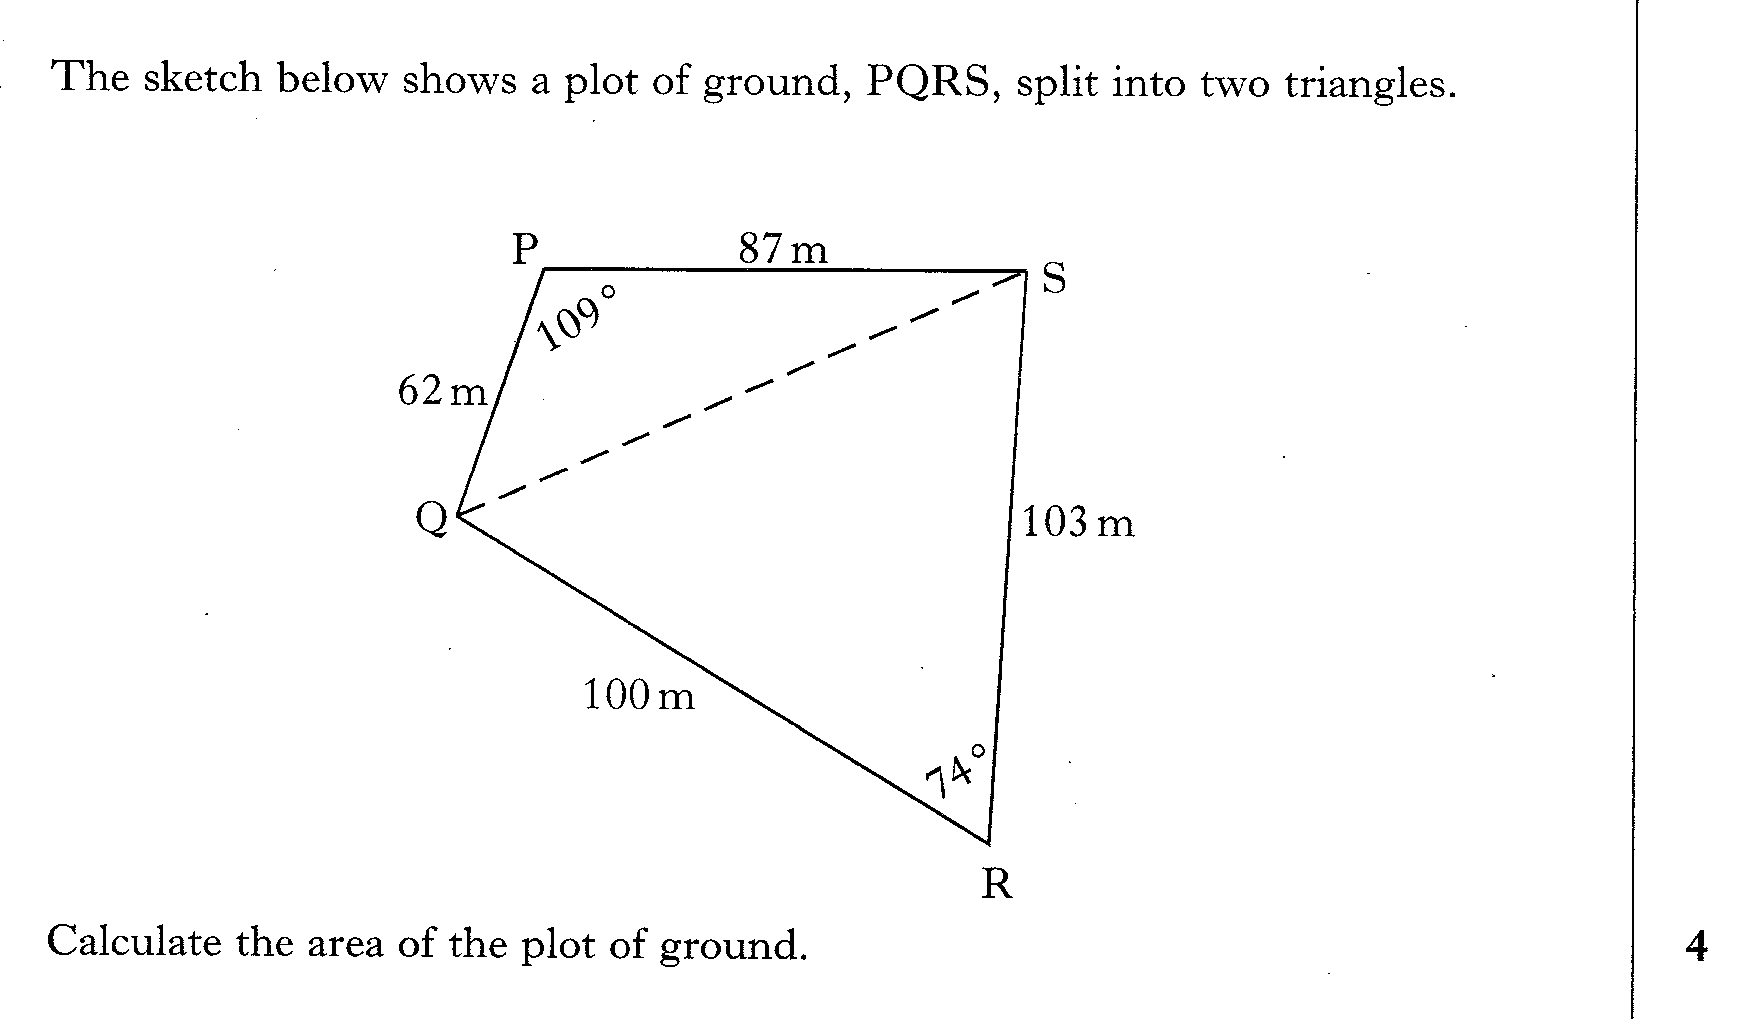 The sketch below shows a plot of ground, PQRS, split into two triangles.
P
87 m
S
109°
62 m
Q
103 m
100 m
74°
R
Calculate the area of the plot of ground.
4